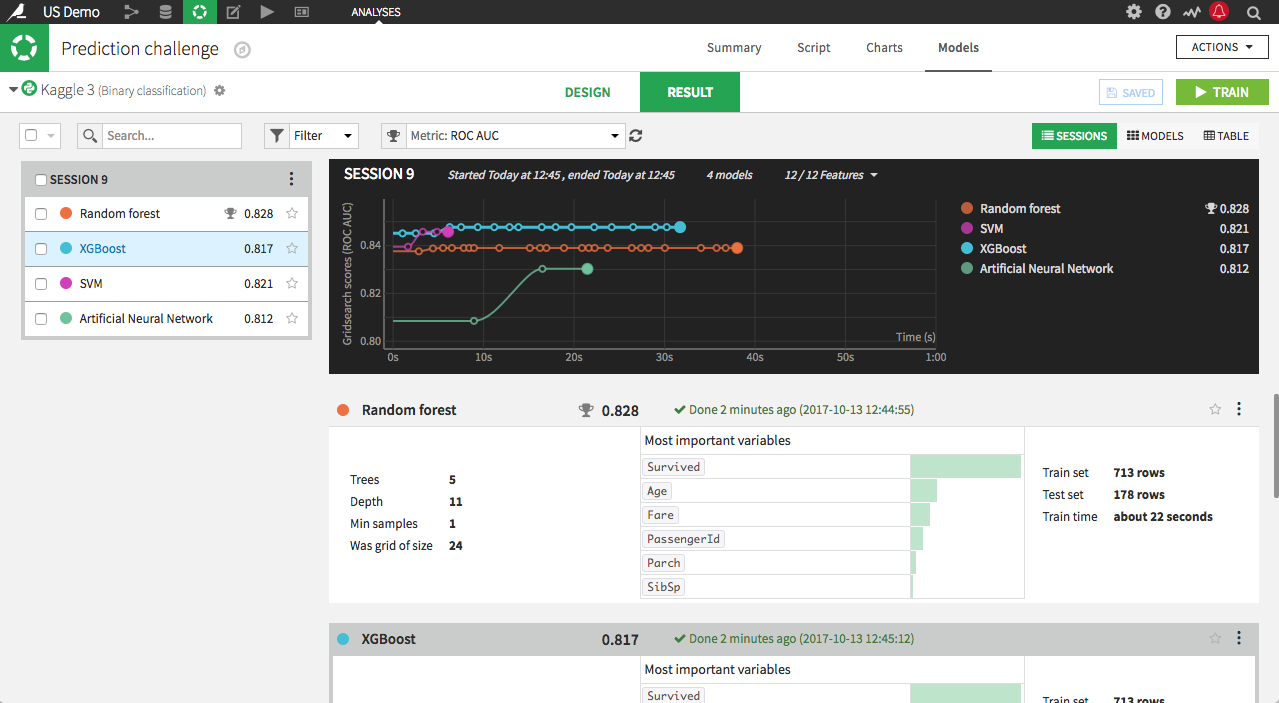 US Demo
ANALYSES
Prediction challenge
Summary
Script
Charts
Models
ACTIONS
Kaggle 3 (Binary classification)
DESIGN
RESULT
SAVED
TRAIN
Search...
Filter
Metric: ROC AUC
SESSIONS
MODELS
TABLE
SESSION 9
Random forest 0.828
XGBoost 0.817
SVM 0.821
Artificial Neural Network 0.812
SESSION 9
Started Today at 12:45 , ended Today at 12:45
4 models
12 / 12 Features
Gridsearch scores (ROC AUC)
0.84
0.82
0.80
Time (s)
0s 10s 20s 30s 40s 50s 1:00
Random forest 0.828
SVM 0.821
XGBoost 0.817
Artificial Neural Network 0.812
Random forest 0.828 Done 2 minutes ago (2017-10-13 12:44:55)
Trees 5
Depth 11
Min samples 1
Was grid of size 24
Most important variables
Survived
Age
Fare
PassengerId
Parch
SibSp
Train set 713 rows
Test set 178 rows
Train time about 22 seconds
XGBoost 0.817 Done 2 minutes ago (2017-10-13 12:45:12)
Most important variables
Survived
Train set 713 rows